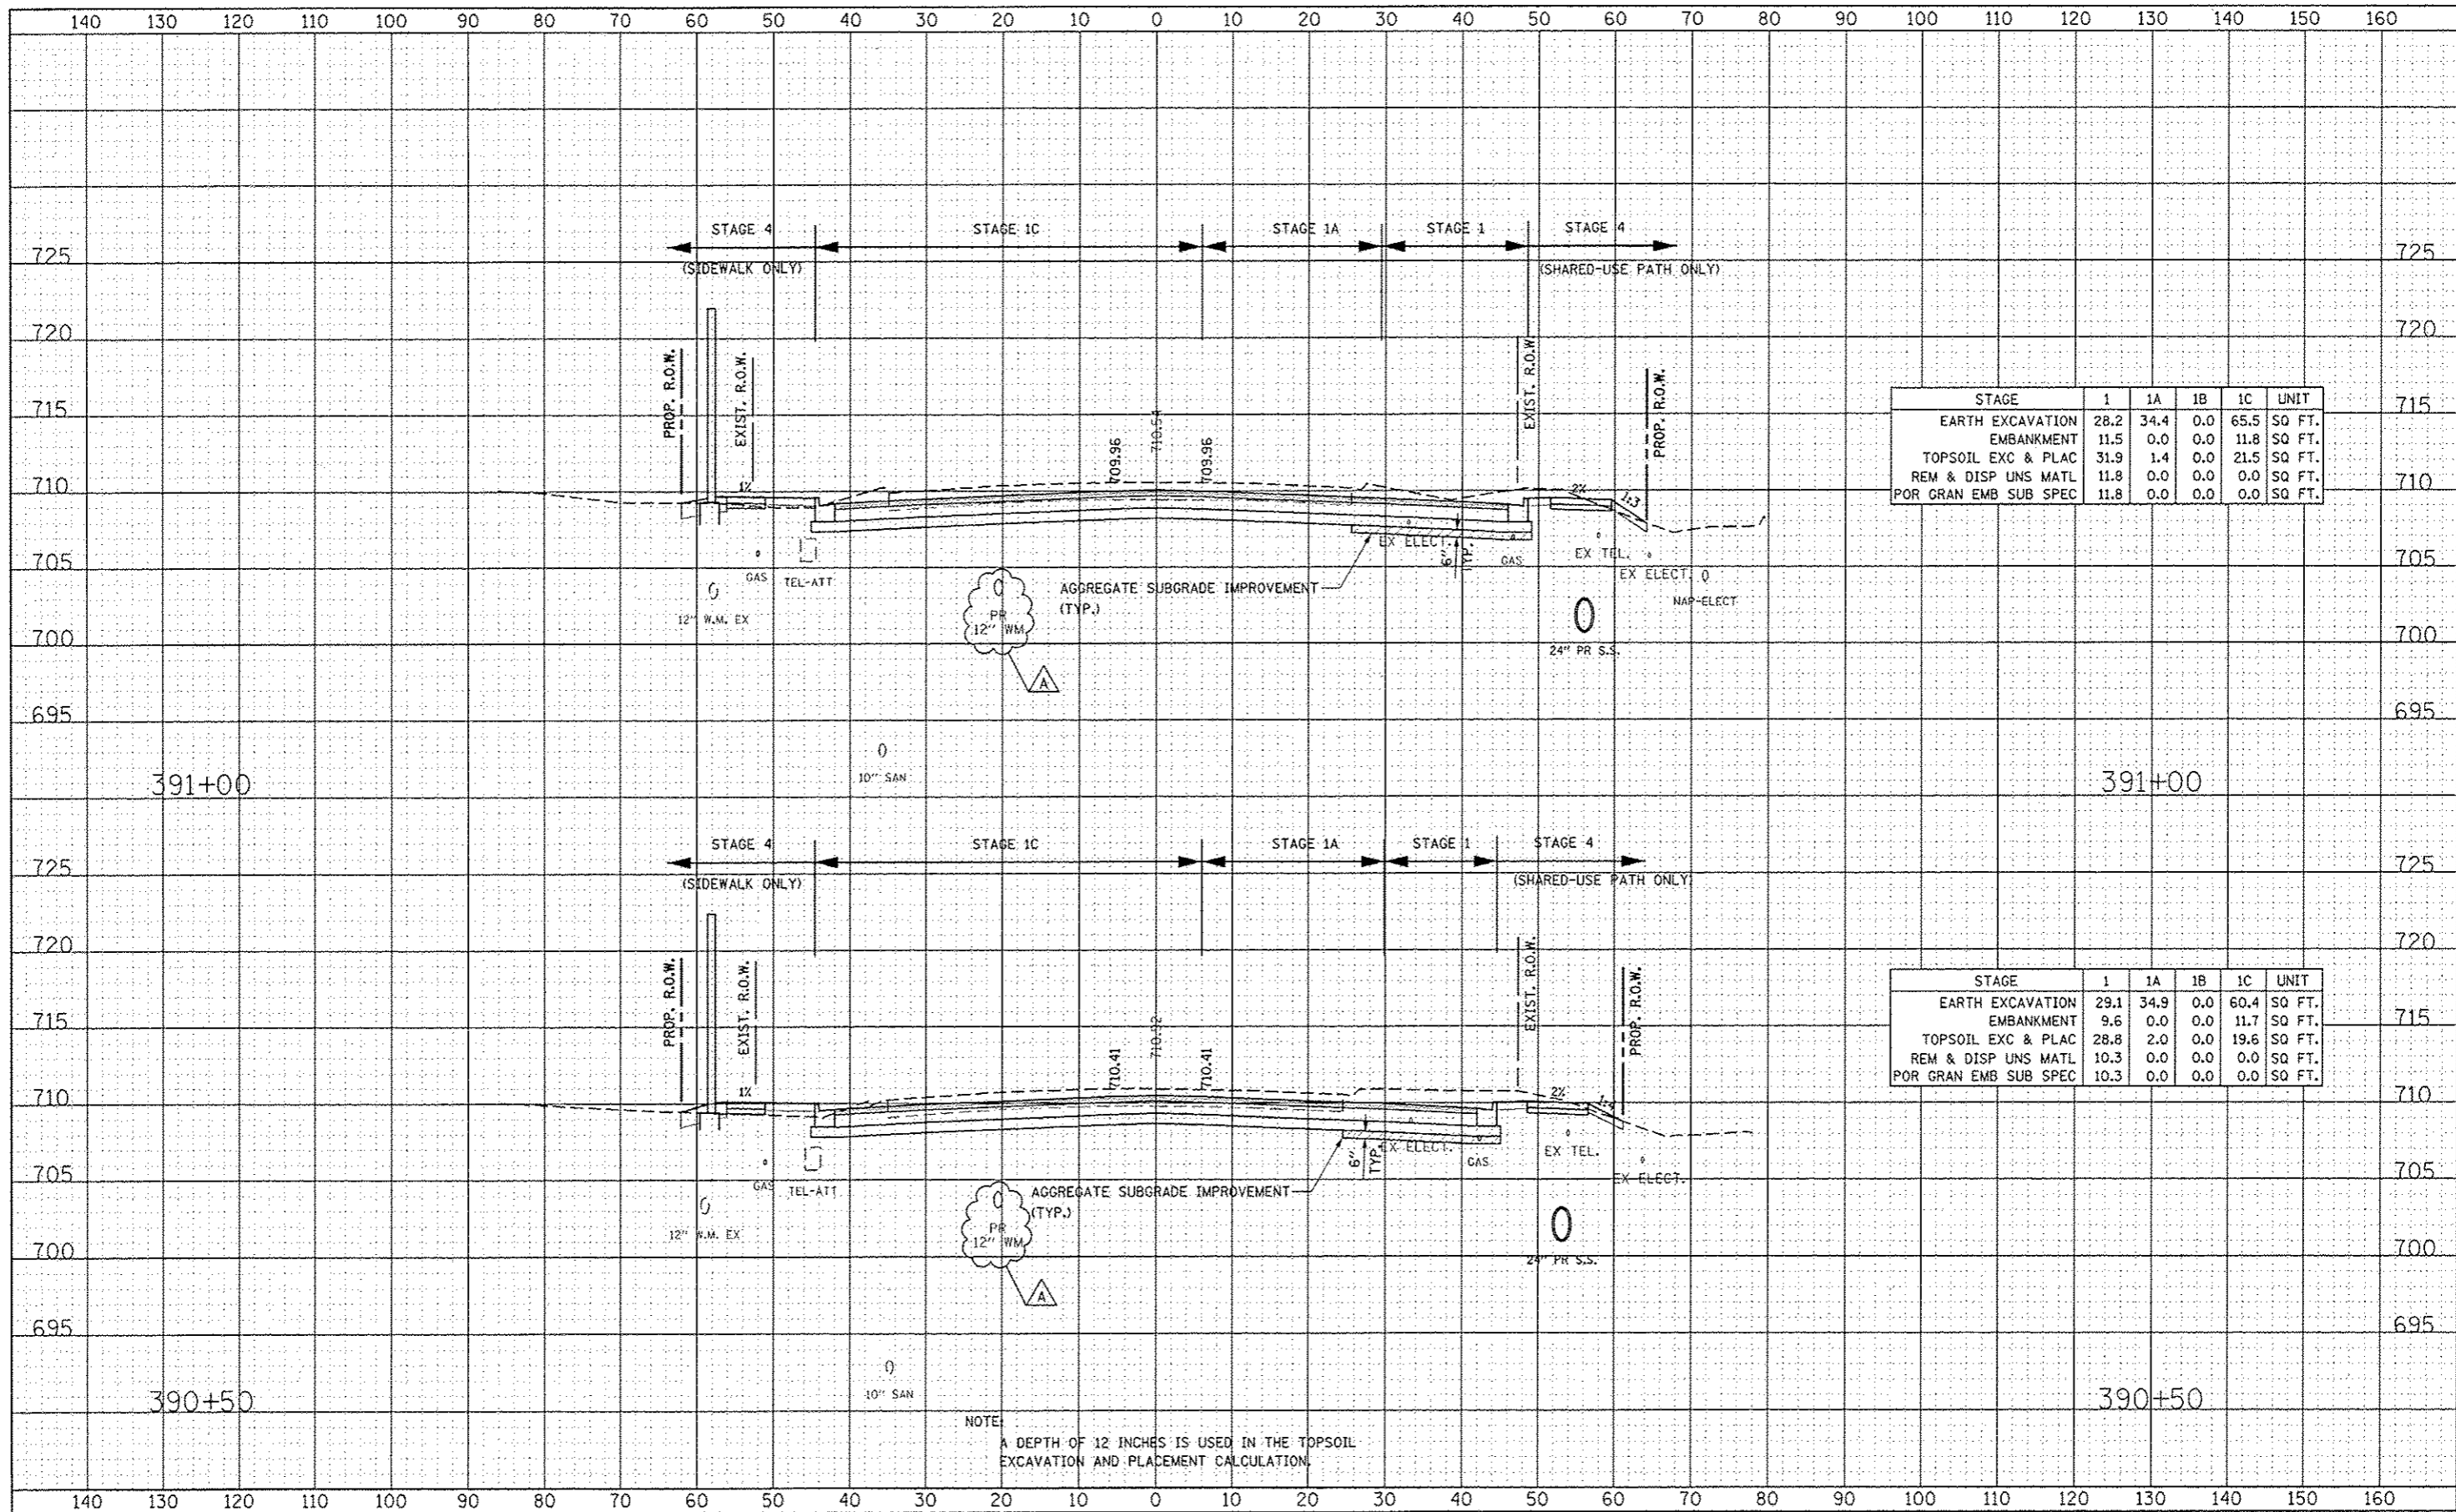 140 130 120 110 100 90 80 70 60 50 40 30 20 10 0 10 20 30 40 50 60 70 80 90 100 110 120 130 140 150 160
STAGE 4 STAGE 1C STAGE 1A STAGE 1 STAGE 4
725 (SIDEWALK ONLY) (SHARED-USE PATH ONLY) 725
720 720
PROP. R.O.W. EXIST. R.O.W. EXIST. R.O.W. PROP. R.O.W.
715 715
709.96 710.54 709.96
STAGE 1 1A 1B 1C UNIT
EARTH EXCAVATION 28.2 34.4 0.0 65.5 SQ FT.
EMBANKMENT 11.5 0.0 0.0 11.8 SQ FT.
TOPSOIL EXC & PLAC 31.9 1.4 0.0 21.5 SQ FT.
REM & DISP UNS MATL 11.8 0.0 0.0 0.0 SQ FT.
POR GRAN EMB SUB SPEC 11.8 0.0 0.0 0.0 SQ FT.
710 1% 2% 1:3 710
EX ELECT. 6" TYP. GAS EX TEL.
705 GAS TEL-ATT AGGREGATE SUBGRADE IMPROVEMENT EX ELECT. 705
(TYP.) NAP-ELECT
12" W.M. EX PR
12" WM
700 24" PR S.S. 700
A
695 695
10" SAN
391+00 391+00
STAGE 4 STAGE 1C STAGE 1A STAGE 1 STAGE 4
725 (SIDEWALK ONLY) (SHARED-USE PATH ONLY) 725
720 720
PROP. R.O.W. EXIST. R.O.W. EXIST. R.O.W. PROP. R.O.W.
715 715
710.41 710.41
STAGE 1 1A 1B 1C UNIT
EARTH EXCAVATION 29.1 34.9 0.0 60.4 SQ FT.
EMBANKMENT 9.6 0.0 0.0 11.7 SQ FT.
TOPSOIL EXC & PLAC 28.8 2.0 0.0 19.6 SQ FT.
REM & DISP UNS MATL 10.3 0.0 0.0 0.0 SQ FT.
POR GRAN EMB SUB SPEC 10.3 0.0 0.0 0.0 SQ FT.
710 1% 2% 1:4 710
6" TYP. EX ELECT. GAS EX TEL.
705 GAS TEL-ATT AGGREGATE SUBGRADE IMPROVEMENT EX ELECT. 705
(TYP.)
12" W.M. EX PR
12" WM
700 24" PR S.S. 700
A
695 695
10" SAN
390+50 390+50
NOTE:
A DEPTH OF 12 INCHES IS USED IN THE TOPSOIL
EXCAVATION AND PLACEMENT CALCULATION.
140 130 120 110 100 90 80 70 60 50 40 30 20 10 0 10 20 30 40 50 60 70 80 90 100 110 120 130 140 150 160